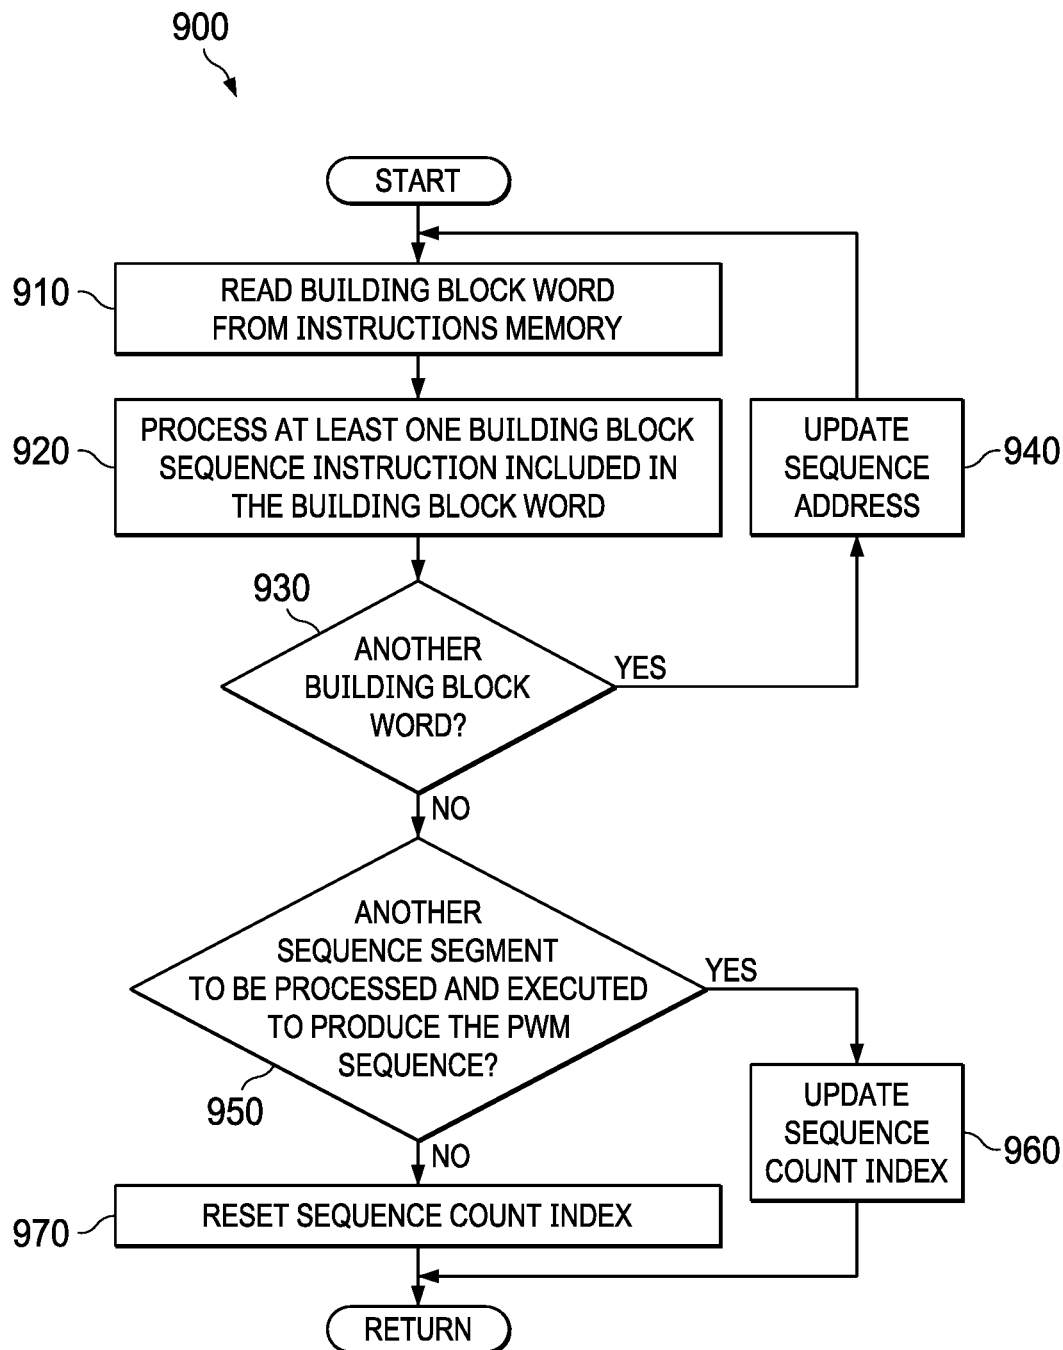 900
START
910
READ BUILDING BLOCK WORD
FROM INSTRUCTIONS MEMORY
920
PROCESS AT LEAST ONE BUILDING BLOCK
SEQUENCE INSTRUCTION INCLUDED IN
THE BUILDING BLOCK WORD
UPDATE
SEQUENCE
ADDRESS
940
930
ANOTHER
BUILDING BLOCK
WORD?
YES
NO
ANOTHER
SEQUENCE SEGMENT
TO BE PROCESSED AND EXECUTED
TO PRODUCE THE PWM
SEQUENCE?
YES
950
NO
UPDATE
SEQUENCE
COUNT INDEX
960
970
RESET SEQUENCE COUNT INDEX
RETURN